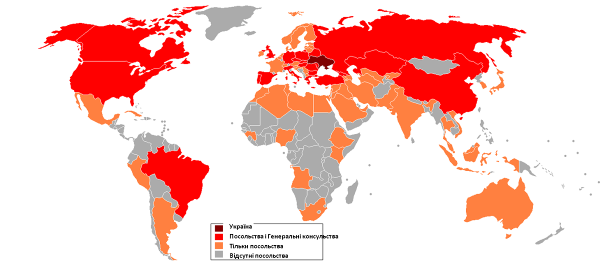 Україна
Посольства і Генеральні консульства
Тільки посольства
Відсутні посольства